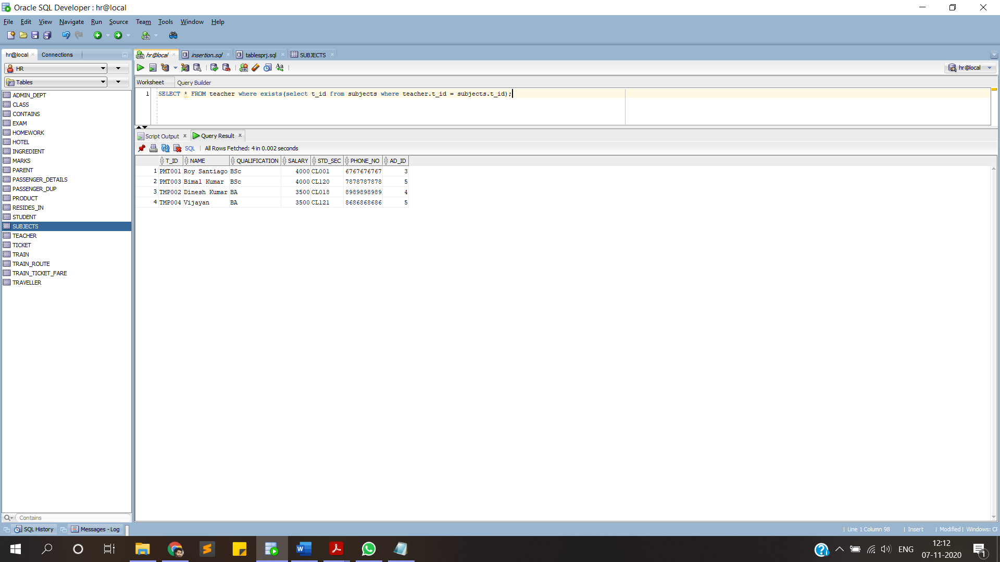 Oracle SQL Developer : hr@local
File Edit View Navigate Run Source Team Tools Window Help
hr@local Connections
hr@local insertion.sql tablesprj.sql SUBJECTS
HR
hr@local
Tables
Worksheet Query Builder
1 SELECT * FROM teacher where exists(select t_id from subjects where teacher.t_id = subjects.t_id);
ADMIN_DEPT
CLASS
CONTAINS
EXAM
HOMEWORK
HOTEL
INGREDIENT
MARKS
PARENT
PASSENGER_DETAILS
PASSENGER_DUP
PRODUCT
RESIDES_IN
STUDENT
SUBJECTS
TEACHER
TICKET
TRAIN
TRAIN_ROUTE
TRAIN_TICKET_FARE
TRAVELLER
Script Output Query Result
SQL All Rows Fetched: 4 in 0.002 seconds
T_ID NAME QUALIFICATION SALARY STD_SEC PHONE_NO AD_ID
1 PMT001 Roy Santiago BSc 4000 CL001 6767676767 3
2 PMT003 Bimal Kumar BSc 4000 CL120 7878787878 5
3 TMP002 Dinesh Kumar BA 3500 CL018 8989898989 4
4 TMP004 Vijayan BA 3500 CL121 8686868686 5
Contains
SQL History Messages - Log
Line 1 Column 98 Insert Modified Windows: CF
ENG
12:12
07-11-2020
1